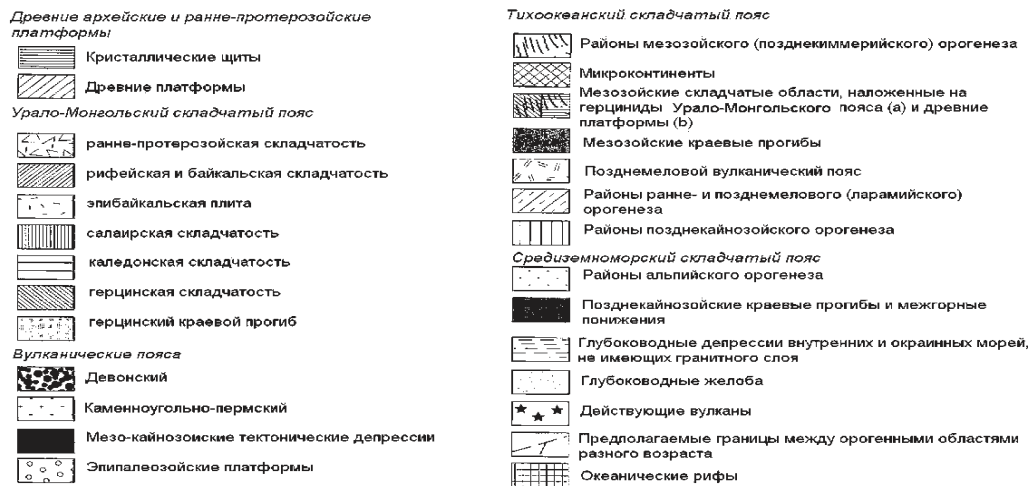 Древние архейские и ранне-протерозойские
платформы
Кристаллические щиты
Древние платформы
Урало-Монгольский складчатый пояс
ранне-протерозойская складчатость
рифейская и байкальская складчатость
эпибайкальская плита
салаирская складчатость
каледонская складчатость
герцинская складчатость
герцинский краевой прогиб
Вулканические пояса
Девонский
Каменноугольно-пермский
Мезо-кайнозоиские тектонические депрессии
Эпипалеозойские платформы
Тихоокеанский складчатый пояс
Районы мезозойского (позднекиммерийского) орогенеза
Микроконтиненты
Мезозойские складчатые области, наложенные на
герциниды Урало-Монгольского пояса (а) и древние
платформы (b)
Мезозойские краевые прогибы
Позднемеловой вулканический пояс
Районы ранне- и позднемелового (ларамийского)
орогенеза
Районы позднекайнозойского орогенеза
Средиземноморский складчатый пояс
Районы альпийского орогенеза
Позднекайнозойские краевые прогибы и межгорные
понижения
Глубоководные депрессии внутренних и окраинных морей,
не имеющих гранитного слоя
Глубоководные желоба
Действующие вулканы
Предполагаемые границы между орогенными областями
разного возраста
Океанические рифы